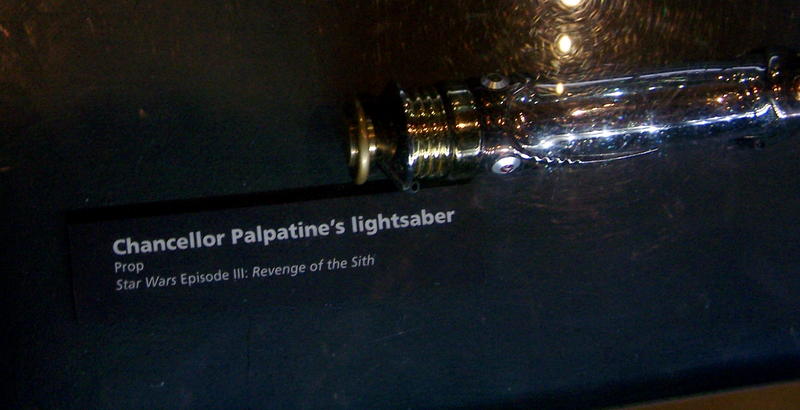 Chancellor Palpatine's lightsaber
Prop
Star Wars Episode III: Revenge of the Sith